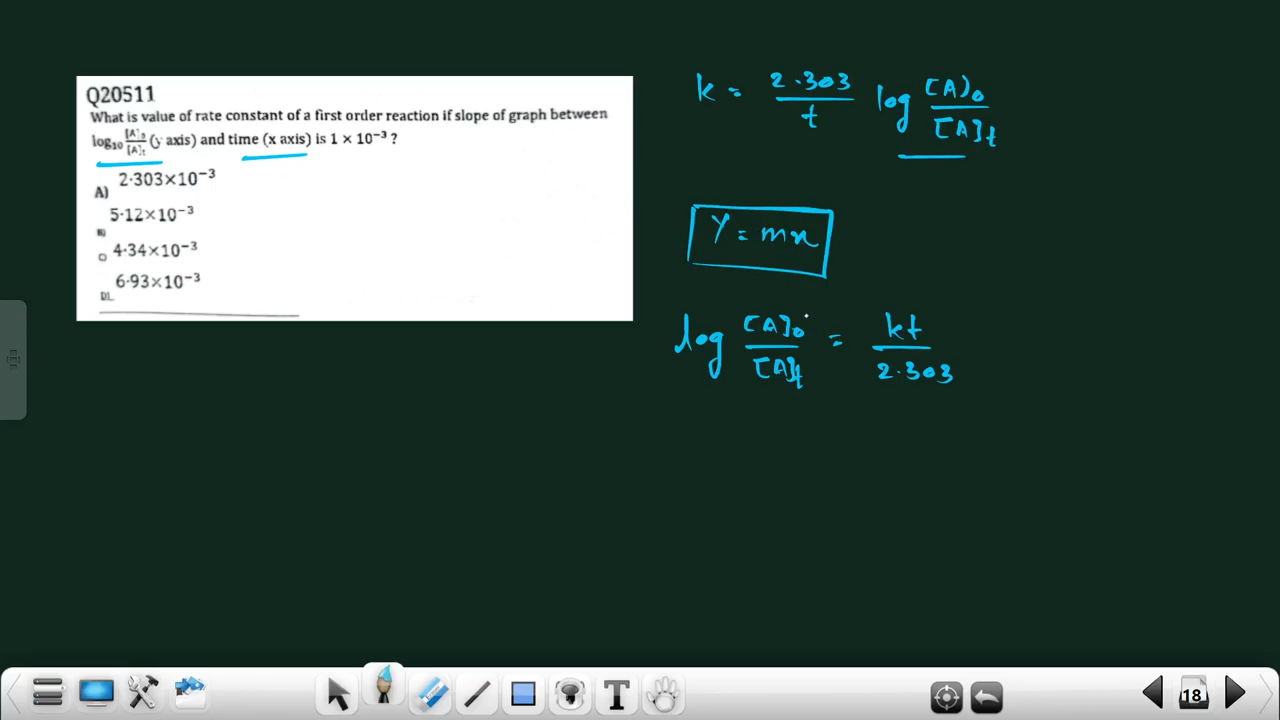 Q20511
What is value of rate constant of a first order reaction if slope of graph between
log₁₀ [A]₀/[A]ₜ (y axis) and time (x axis) is 1 × 10⁻³ ?
A) 2·303×10⁻³
B) 5·12×10⁻³
C) 4·34×10⁻³
D) 6·93×10⁻³
k = 2.303/t log [A]₀/[A]ₜ
Y = mx
log [A]₀/[A]ₜ = kt/2.303
T
18